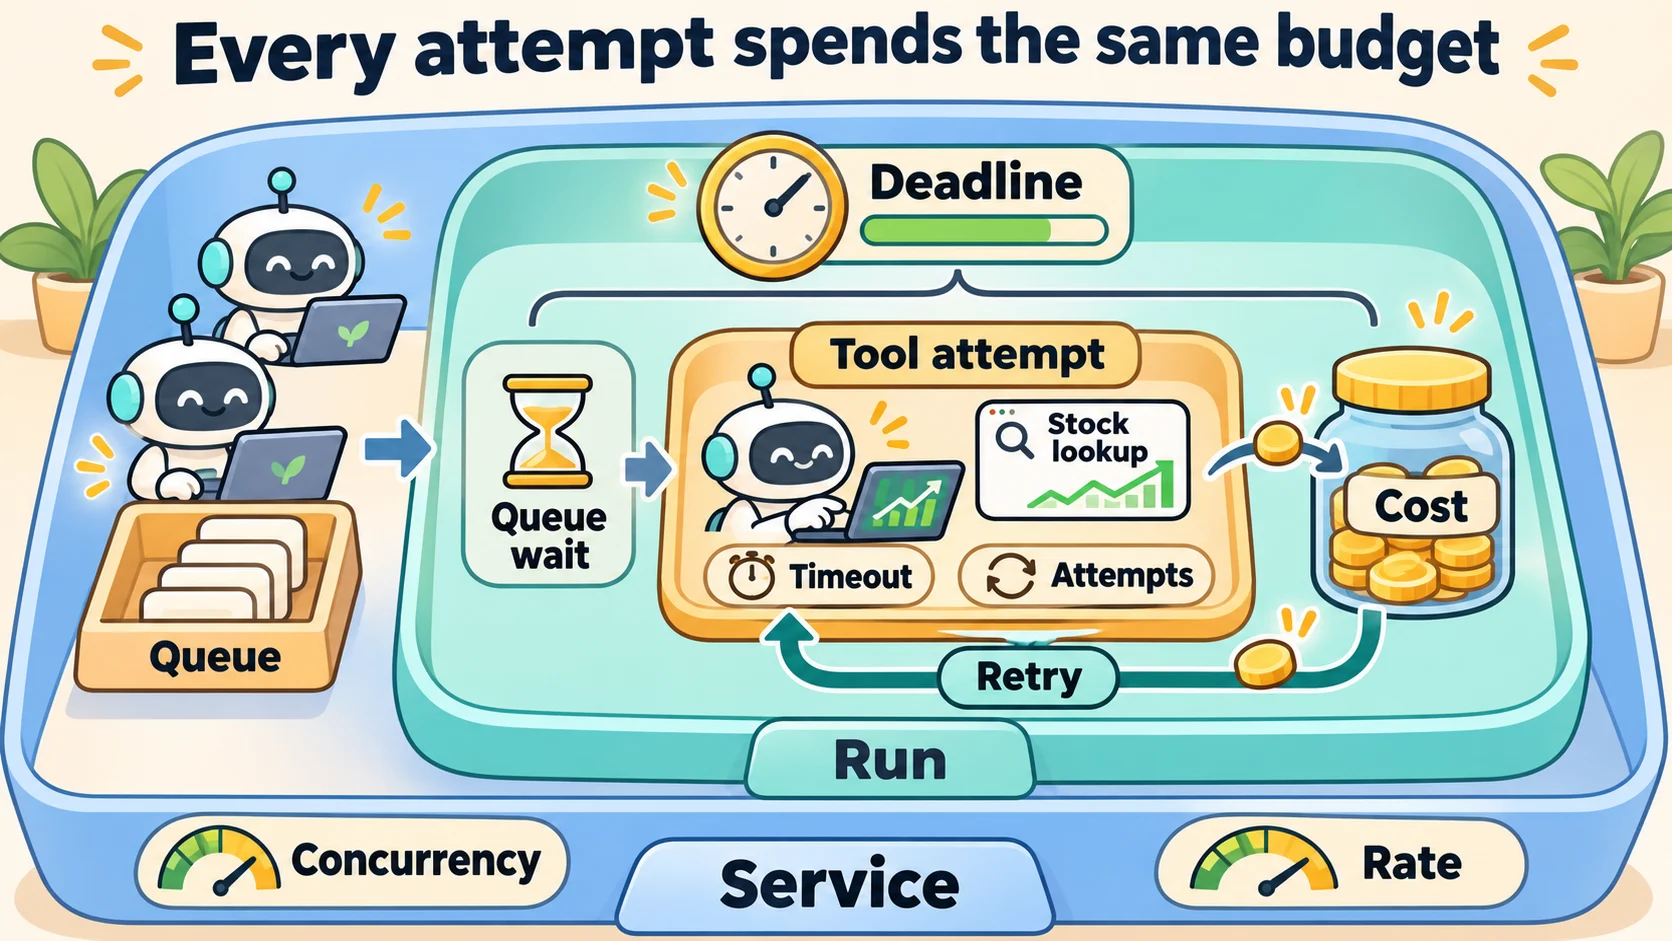 Every attempt spends the same budget
Deadline
Tool attempt
Stock
lookup
Queue
wait
Cost
Timeout
Attempts
Queue
Retry
Run
Concurrency
Service
Rate